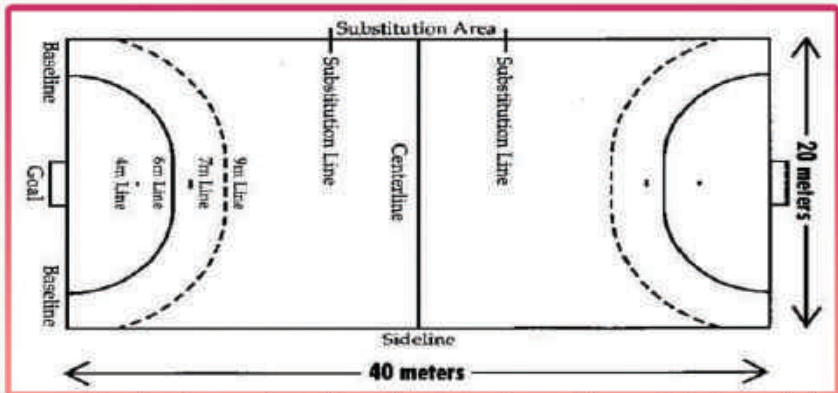 Substitution Area
Baseline
Substitution Line
Substitution Line
Centerline
Goal
4m Line
6m Line
7m Line
9m Line
Baseline
20 meters
Sideline
40 meters